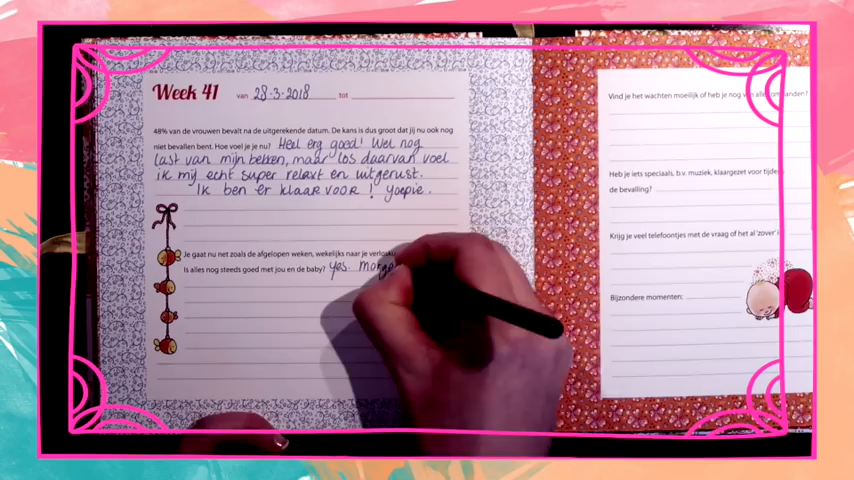 Week 41 van 28-3-2018 tot
48% van de vrouwen bevalt na de uitgerekende datum. De kans is dus groot dat jij nu ook nog
niet bevallen bent. Hoe voel je je nu? Heel erg goed! Wel nog
last van mijn bekken, maar los daarvan voel
ik mij echt super relaxt en uitgerust.
Ik ben er klaar voor! Yoepie.
Je gaat nu net zoals de afgelopen weken, wekelijks naar je
Is alles nog steeds goed met jou en de baby? Yes.
Vind je het wachten moeilijk of heb je nog van alles om handen?
Heb je iets speciaals, b.v. muziek, klaargezet voor
de bevalling?
Krijg je veel telefoontjes met de vraag of het al 'zover'
Bijzondere momenten: